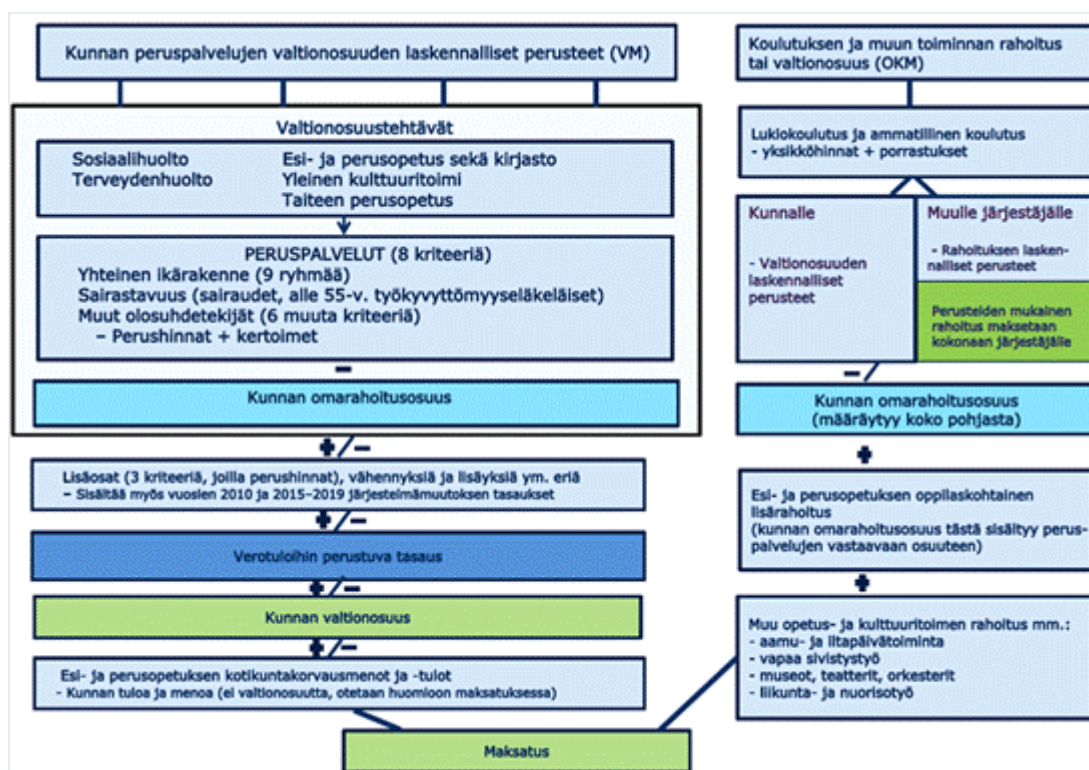 Kunnan peruspalvelujen valtionosuuden laskennalliset perusteet (VM)
Valtionosuustehtävät
Sosiaalihuolto
Terveydenhuolto
Esi- ja perusopetus sekä kirjasto
Yleinen kulttuuritoimi
Taiteen perusopetus
PERUSPALVELUT (8 kriteeriä)
Yhteinen ikärakenne (9 ryhmää)
Sairastavuus (sairaudet, alle 55-v. työkyvyttömyyseläkeläiset)
Muut olosuhdetekijät (6 muuta kriteeriä)
– Perushinnat + kertoimet
–
Kunnan omarahoitusosuus
+/–
Lisäosat (3 kriteeriä, joilla perushinnat), vähennyksiä ja lisäyksiä ym. eriä
– Sisältää myös vuosien 2010 ja 2015–2019 järjestelmämuutoksen tasaukset
+/–
Verotuloihin perustuva tasaus
+/–
Kunnan valtionosuus
+/–
Esi- ja perusopetuksen kotikuntakorvausmenot ja -tulot
- Kunnan tuloa ja menoa (ei valtionosuutta, otetaan huomioon maksatuksessa)
Koulutuksen ja muun toiminnan rahoitus
tai valtionosuus (OKM)
Lukiokoulutus ja ammatillinen koulutus
- yksikköhinnat + porrastukset
Kunnalle
- Valtionosuuden
laskennalliset
perusteet
Muulle järjestäjälle
- Rahoituksen lasken-
nalliset perusteet
Perusteiden mukainen
rahoitus maksetaan
kokonaan järjestäjälle
–
Kunnan omarahoitusosuus
(määräytyy koko pohjasta)
+
Esi- ja perusopetuksen oppilaskohtainen
lisärahoitus
(kunnan omarahoitusosuus tästä sisältyy perus-
palvelujen vastaavaan osuuteen)
+
Muu opetus- ja kulttuuritoimen rahoitus mm.:
- aamu- ja iltapäivätoiminta
- vapaa sivistystyö
- museot, teatterit, orkesterit
- liikunta- ja nuorisotyö
Maksatus